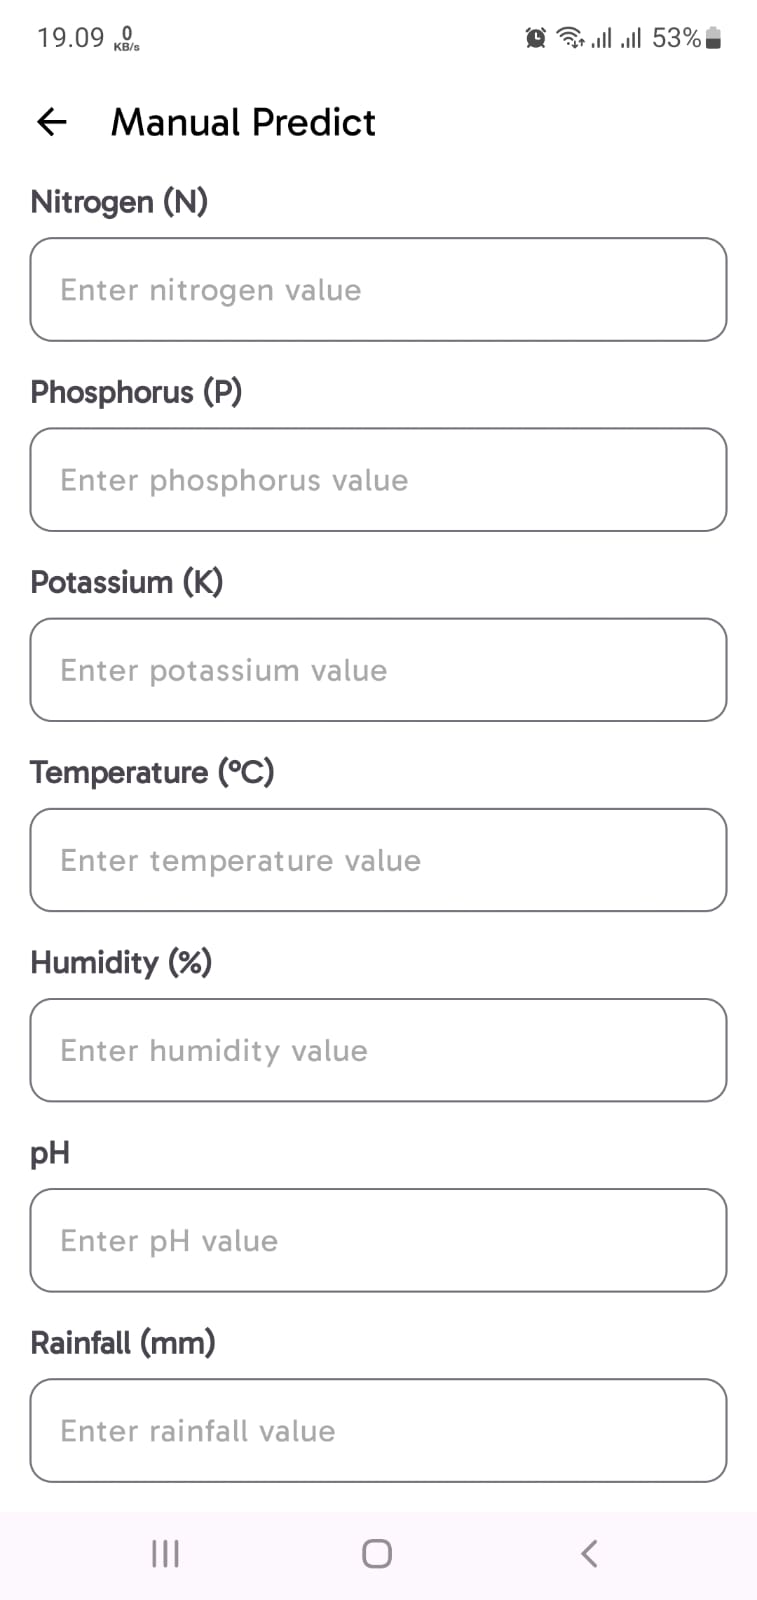 19.09 0 KB/s 53%
Manual Predict
Nitrogen (N)
Enter nitrogen value
Phosphorus (P)
Enter phosphorus value
Potassium (K)
Enter potassium value
Temperature (°C)
Enter temperature value
Humidity (%)
Enter humidity value
pH
Enter pH value
Rainfall (mm)
Enter rainfall value